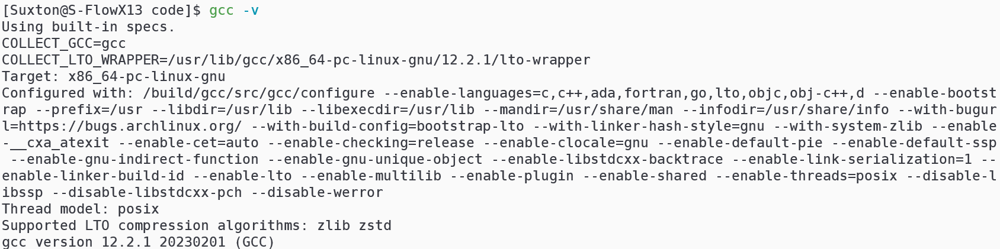 [Suxton@S-FlowX13 code]$ gcc -v
Using built-in specs.
COLLECT_GCC=gcc
COLLECT_LTO_WRAPPER=/usr/lib/gcc/x86_64-pc-linux-gnu/12.2.1/lto-wrapper
Target: x86_64-pc-linux-gnu
Configured with: /build/gcc/src/gcc/configure --enable-languages=c,c++,ada,fortran,go,lto,objc,obj-c++,d --enable-bootst
rap --prefix=/usr --libdir=/usr/lib --libexecdir=/usr/lib --mandir=/usr/share/man --infodir=/usr/share/info --with-bugur
l=https://bugs.archlinux.org/ --with-build-config=bootstrap-lto --with-linker-hash-style=gnu --with-system-zlib --enable
-__cxa_atexit --enable-cet=auto --enable-checking=release --enable-clocale=gnu --enable-default-pie --enable-default-ssp
 --enable-gnu-indirect-function --enable-gnu-unique-object --enable-libstdcxx-backtrace --enable-link-serialization=1 --
enable-linker-build-id --enable-lto --enable-multilib --enable-plugin --enable-shared --enable-threads=posix --disable-l
ibssp --disable-libstdcxx-pch --disable-werror
Thread model: posix
Supported LTO compression algorithms: zlib zstd
gcc version 12.2.1 20230201 (GCC)